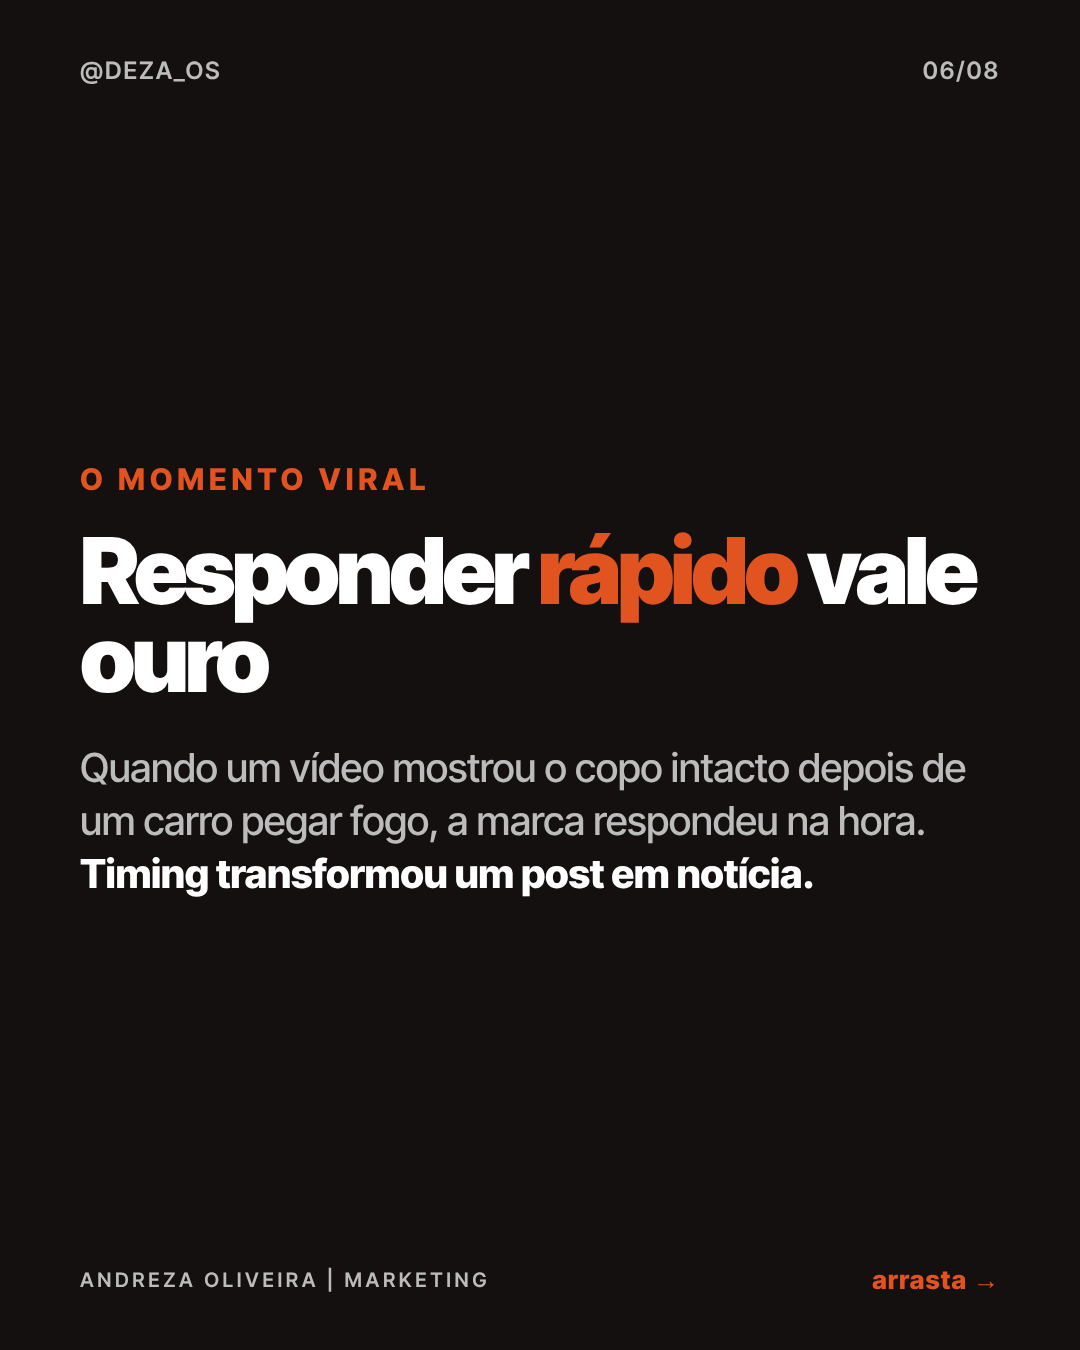 @DEZA_OS
06/08
O MOMENTO VIRAL
Responder rápido vale
ouro
Quando um vídeo mostrou o copo intacto depois de
um carro pegar fogo, a marca respondeu na hora.
Timing transformou um post em notícia.
ANDREZA OLIVEIRA | MARKETING
arrasta →